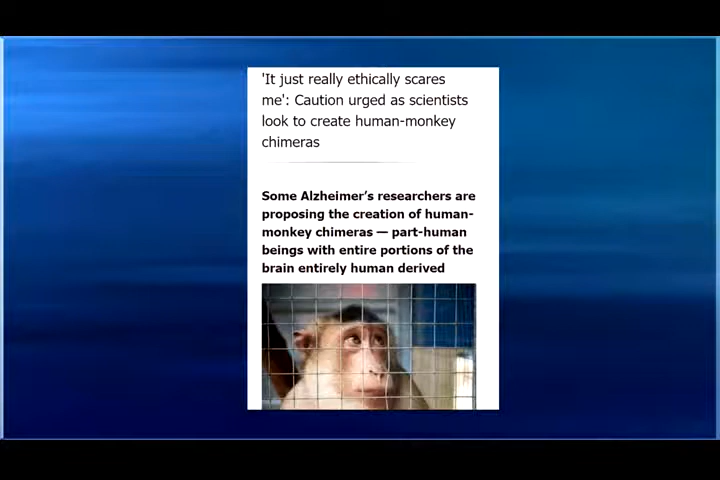 'It just really ethically scares
me': Caution urged as scientists
look to create human-monkey
chimeras
Some Alzheimer’s researchers are
proposing the creation of human-
monkey chimeras — part-human
beings with entire portions of the
brain entirely human derived